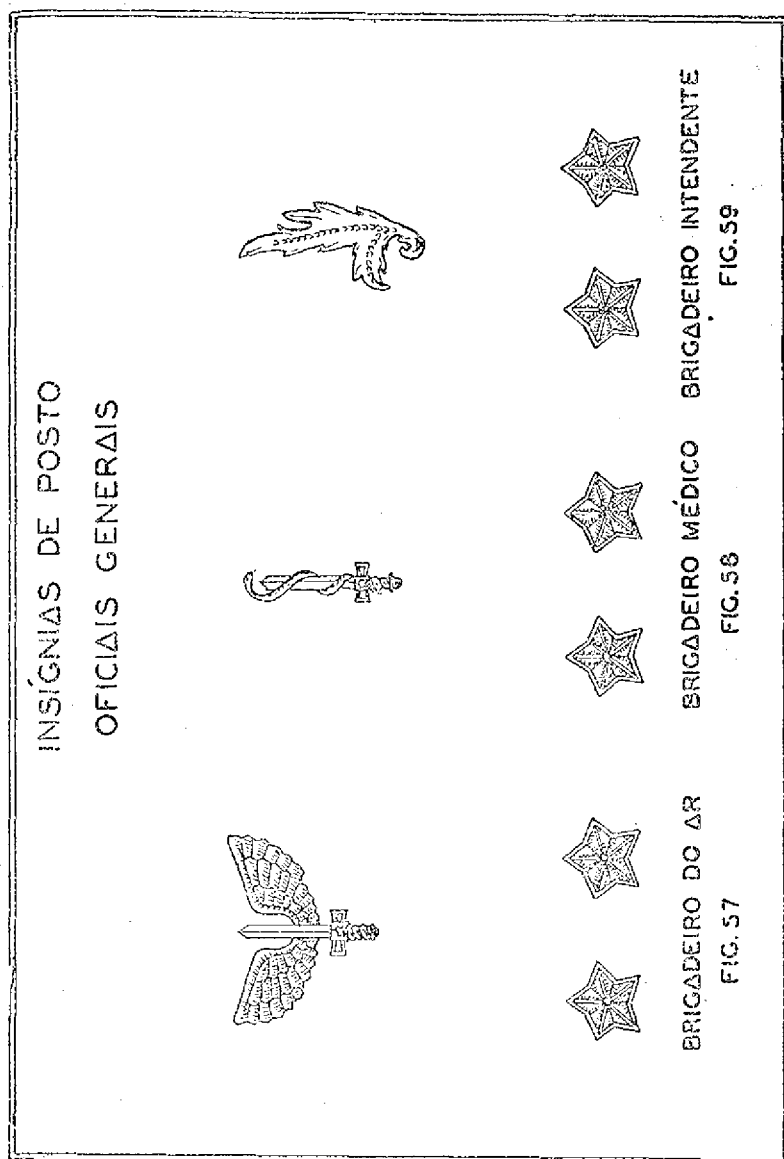 INSÍGNIAS DE POSTO
OFICIAIS GENERAIS
BRIGADEIRO DO AR
FIG. 57
BRIGADEIRO MÉDICO
FIG. 58
BRIGADEIRO INTENDENTE
FIG. 59